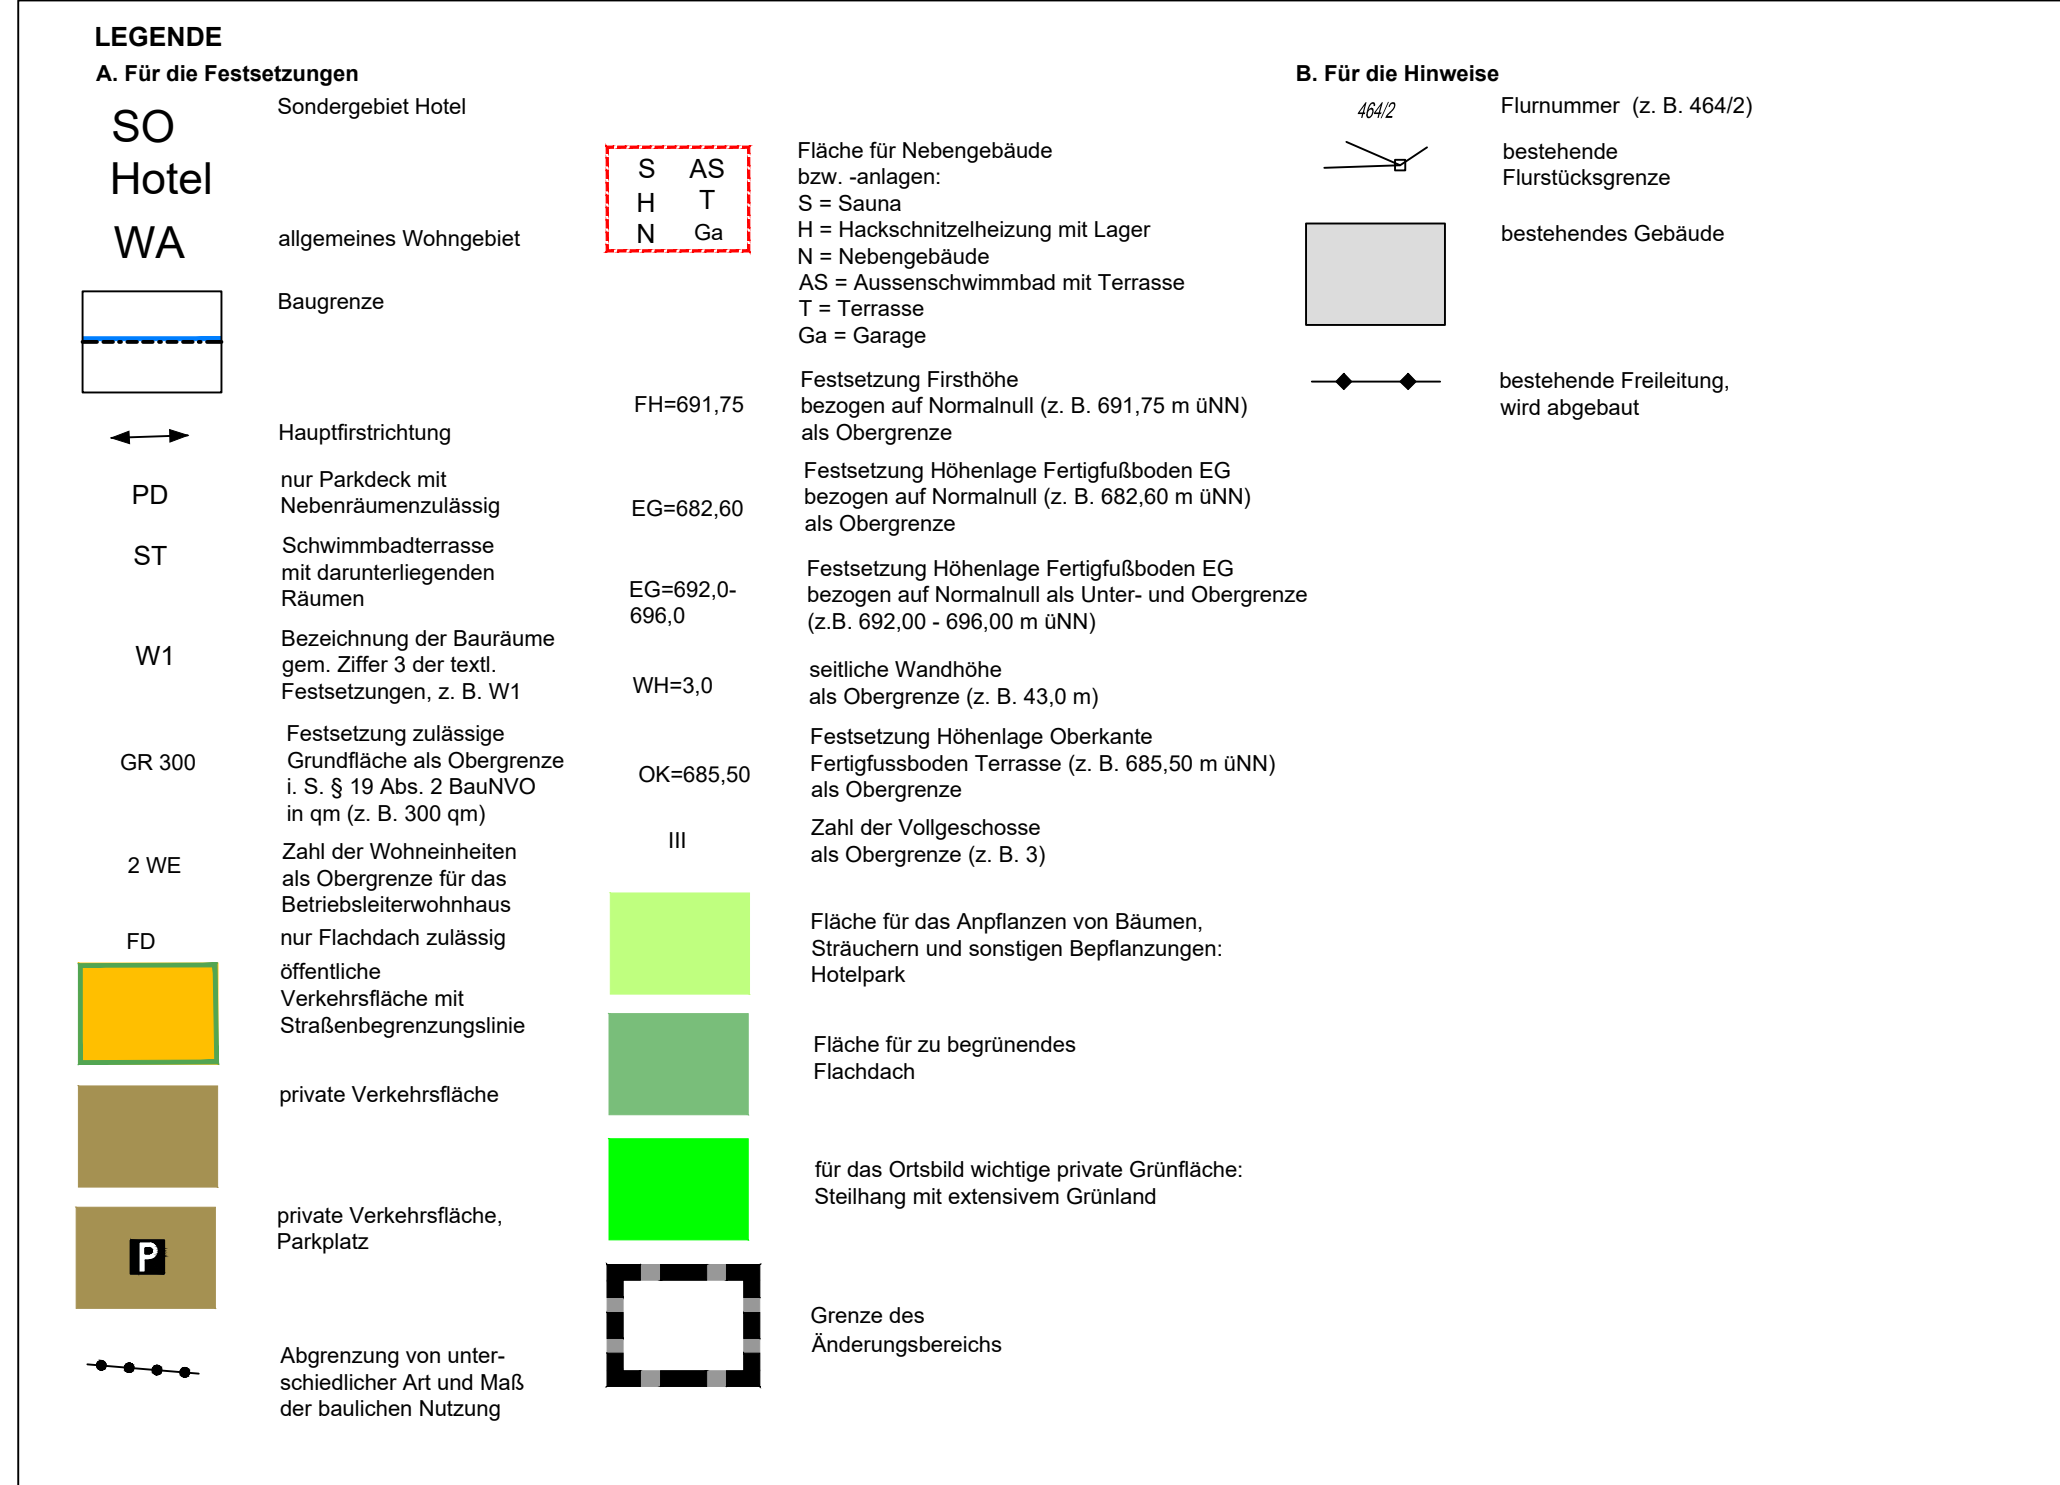 LEGENDE
A. Für die Festsetzungen
SO
Hotel
Sondergebiet Hotel
WA
allgemeines Wohngebiet
Baugrenze
Hauptfirstrichtung
PD
nur Parkdeck mit
Nebenräumenzulässig
ST
Schwimmbadterrasse
mit darunterliegenden
Räumen
W1
Bezeichnung der Bauräume
gem. Ziffer 3 der textl.
Festsetzungen, z. B. W1
GR 300
Festsetzung zulässige
Grundfläche als Obergrenze
i. S. § 19 Abs. 2 BauNVO
in qm (z. B. 300 qm)
2 WE
Zahl der Wohneinheiten
als Obergrenze für das
Betriebsleiterwohnhaus
FD
nur Flachdach zulässig
öffentliche
Verkehrsfläche mit
Straßenbegrenzungslinie
private Verkehrsfläche
P
private Verkehrsfläche,
Parkplatz
Abgrenzung von unter-
schiedlicher Art und Maß
der baulichen Nutzung
S AS
H T
N Ga
Fläche für Nebengebäude
bzw. -anlagen:
S = Sauna
H = Hackschnitzelheizung mit Lager
N = Nebengebäude
AS = Aussenschwimmbad mit Terrasse
T = Terrasse
Ga = Garage
FH=691,75
Festsetzung Firsthöhe
bezogen auf Normalnull (z. B. 691,75 m üNN)
als Obergrenze
EG=682,60
Festsetzung Höhenlage Fertigfußboden EG
bezogen auf Normalnull (z. B. 682,60 m üNN)
als Obergrenze
EG=692,0-
696,0
Festsetzung Höhenlage Fertigfußboden EG
bezogen auf Normalnull als Unter- und Obergrenze
(z.B. 692,00 - 696,00 m üNN)
WH=3,0
seitliche Wandhöhe
als Obergrenze (z. B. 43,0 m)
OK=685,50
Festsetzung Höhenlage Oberkante
Fertigfussboden Terrasse (z. B. 685,50 m üNN)
als Obergrenze
III
Zahl der Vollgeschosse
als Obergrenze (z. B. 3)
Fläche für das Anpflanzen von Bäumen,
Sträuchern und sonstigen Bepflanzungen:
Hotelpark
Fläche für zu begrünendes
Flachdach
für das Ortsbild wichtige private Grünfläche:
Steilhang mit extensivem Grünland
Grenze des
Änderungsbereichs
B. Für die Hinweise
464/2
Flurnummer (z. B. 464/2)
bestehende
Flurstücksgrenze
bestehendes Gebäude
bestehende Freileitung,
wird abgebaut